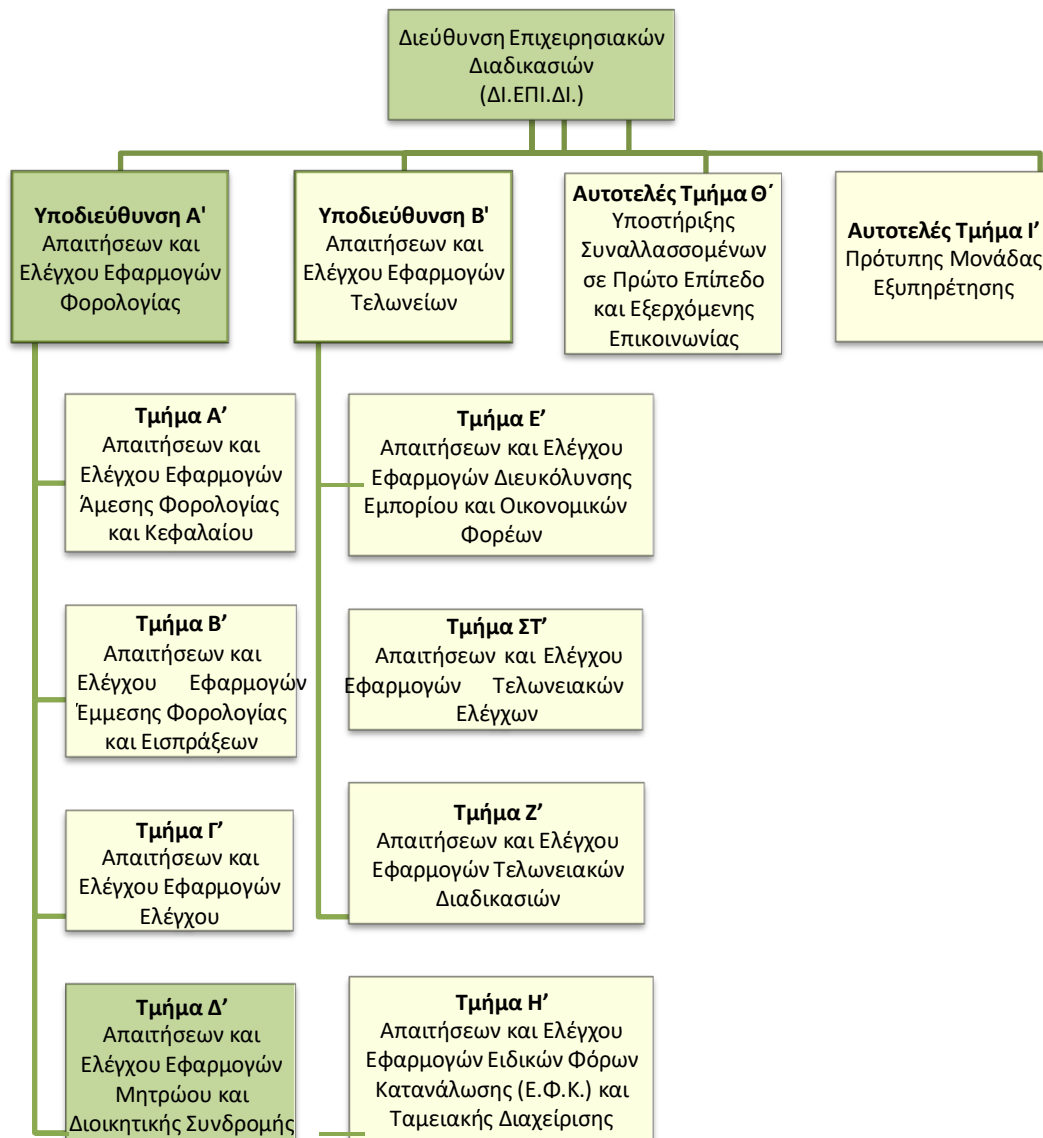 Διεύθυνση Επιχειρησιακών
Διαδικασιών
(ΔΙ.ΕΠΙ.ΔΙ.)
Υποδιεύθυνση Α'
Απαιτήσεων και
Ελέγχου Εφαρμογών
Φορολογίας
Υποδιεύθυνση Β'
Απαιτήσεων και
Ελέγχου Εφαρμογών
Τελωνείων
Αυτοτελές Τμήμα Θ΄
Υποστήριξης
Συναλλασσομένων
σε Πρώτο Επίπεδο
και Εξερχόμενης
Επικοινωνίας
Αυτοτελές Τμήμα Ι’
Πρότυπης Μονάδας
Εξυπηρέτησης
Τμήμα Α’
Απαιτήσεων και
Ελέγχου Εφαρμογών
Άμεσης Φορολογίας
και Κεφαλαίου
Τμήμα Β’
Απαιτήσεων και
Ελέγχου Εφαρμογών
Έμμεσης Φορολογίας
και Εισπράξεων
Τμήμα Γ’
Απαιτήσεων και
Ελέγχου Εφαρμογών
Ελέγχου
Τμήμα Δ’
Απαιτήσεων και
Ελέγχου Εφαρμογών
Μητρώου και
Διοικητικής Συνδρομής
Τμήμα Ε’
Απαιτήσεων και Ελέγχου
Εφαρμογών Διευκόλυνσης
Εμπορίου και Οικονομικών
Φορέων
Τμήμα ΣΤ’
Απαιτήσεων και Ελέγχου
Εφαρμογών Τελωνειακών
Ελέγχων
Τμήμα Ζ’
Απαιτήσεων και Ελέγχου
Εφαρμογών Τελωνειακών
Διαδικασιών
Τμήμα Η’
Απαιτήσεων και Ελέγχου
Εφαρμογών Ειδικών Φόρων
Κατανάλωσης (Ε.Φ.Κ.) και
Ταμειακής Διαχείρισης